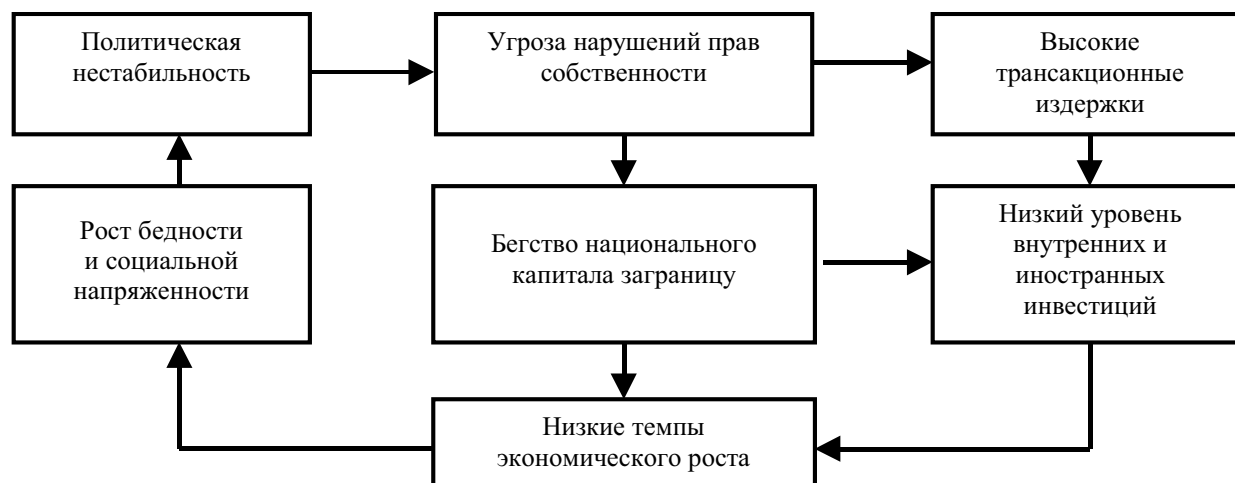 Политическая
нестабильность
Угроза нарушений прав
собственности
Высокие
трансакционные
издержки
Рост бедности
и социальной
напряженности
Бегство национального
капитала заграницу
Низкий уровень
внутренних и
иностранных
инвестиций
Низкие темпы
экономического роста